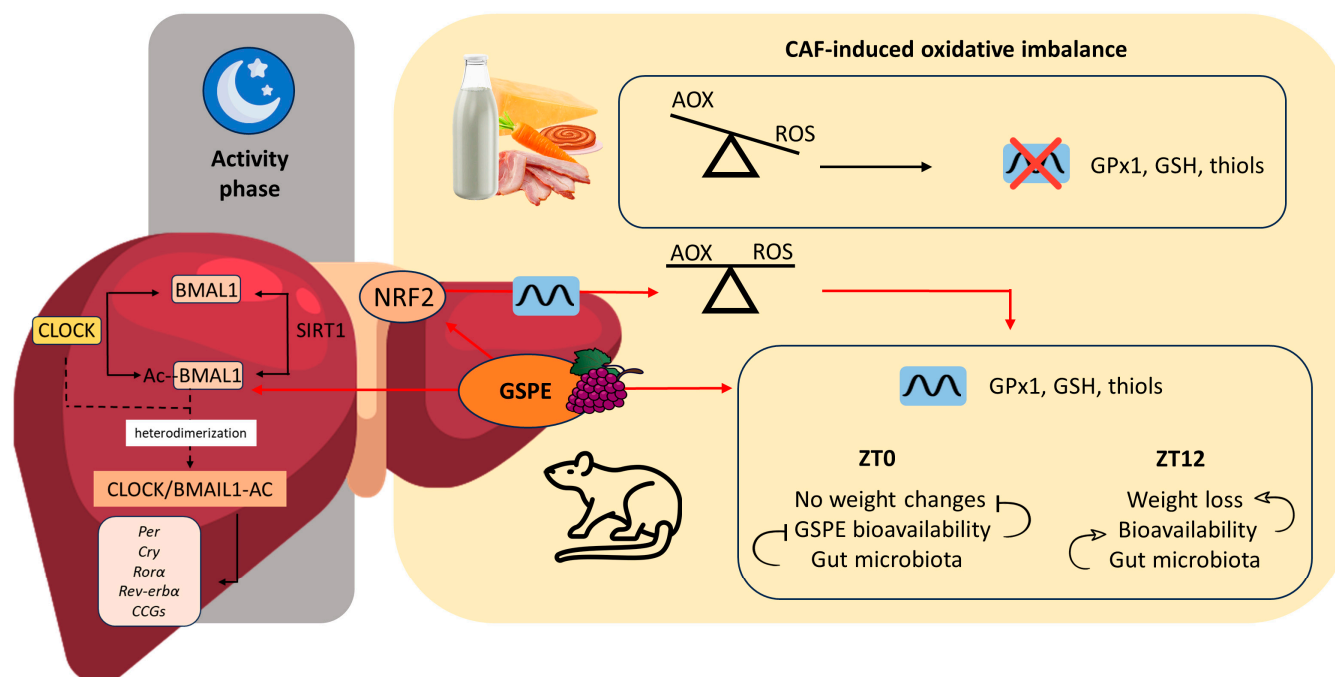 Activity
phase
CAF-induced oxidative imbalance
AOX
ROS
GPx1, GSH, thiols
BMAL1
CLOCK
SIRT1
Ac--BMAL1
heterodimerization
CLOCK/BMAIL1-AC
Per
Cry
Rorα
Rev-erbα
CCGs
NRF2
AOX
ROS
GSPE
GPx1, GSH, thiols
ZT0
No weight changes
GSPE bioavailability
Gut microbiota
ZT12
Weight loss
Bioavailability
Gut microbiota